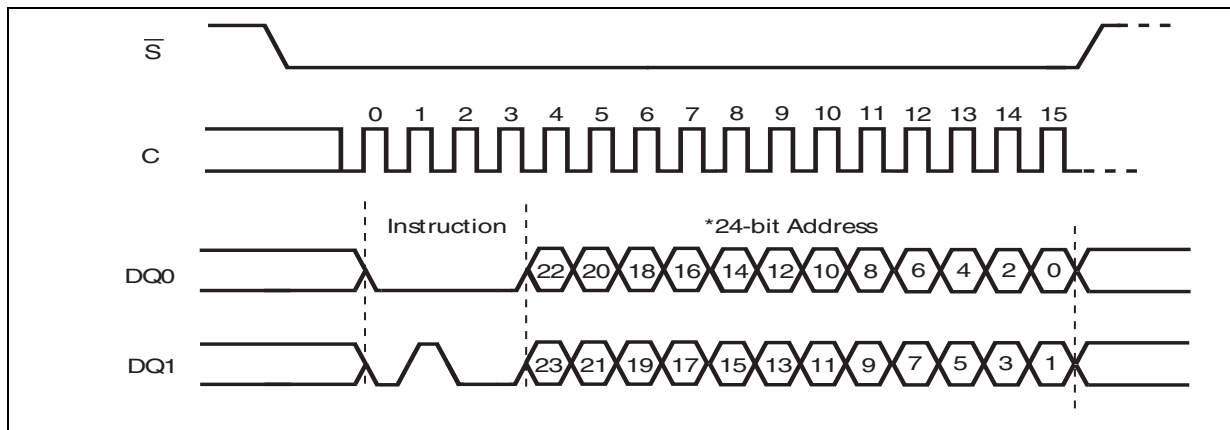 S
0 1 2 3 4 5 6 7 8 9 10 11 12 13 14 15
C
Instruction *24-bit Address
DQ0 22 20 18 16 14 12 10 8 6 4 2 0
DQ1 23 21 19 17 15 13 11 9 7 5 3 1